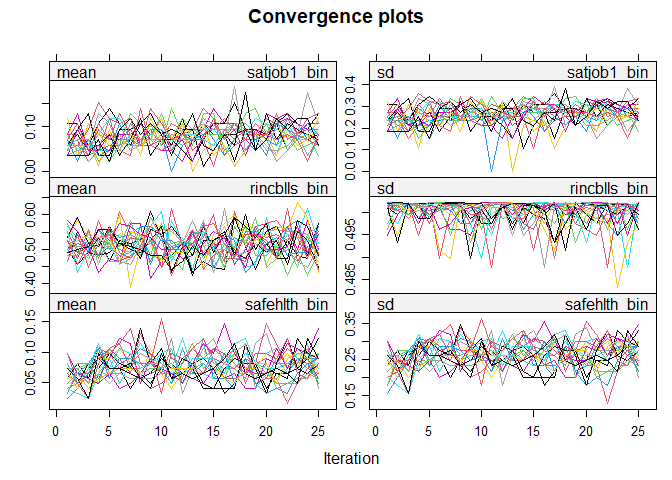 Convergence plots
mean satjob1_bin
sd satjob1_bin
0.00 0.10
0.0 0.1 0.2 0.3 0.4
mean rincblls_bin
sd rincblls_bin
0.40 0.50 0.60
0.485 0.495
mean safehlth_bin
sd safehlth_bin
0.05 0.10 0.15
0.15 0.25 0.35
0 5 10 15 20 25
0 5 10 15 20 25
Iteration